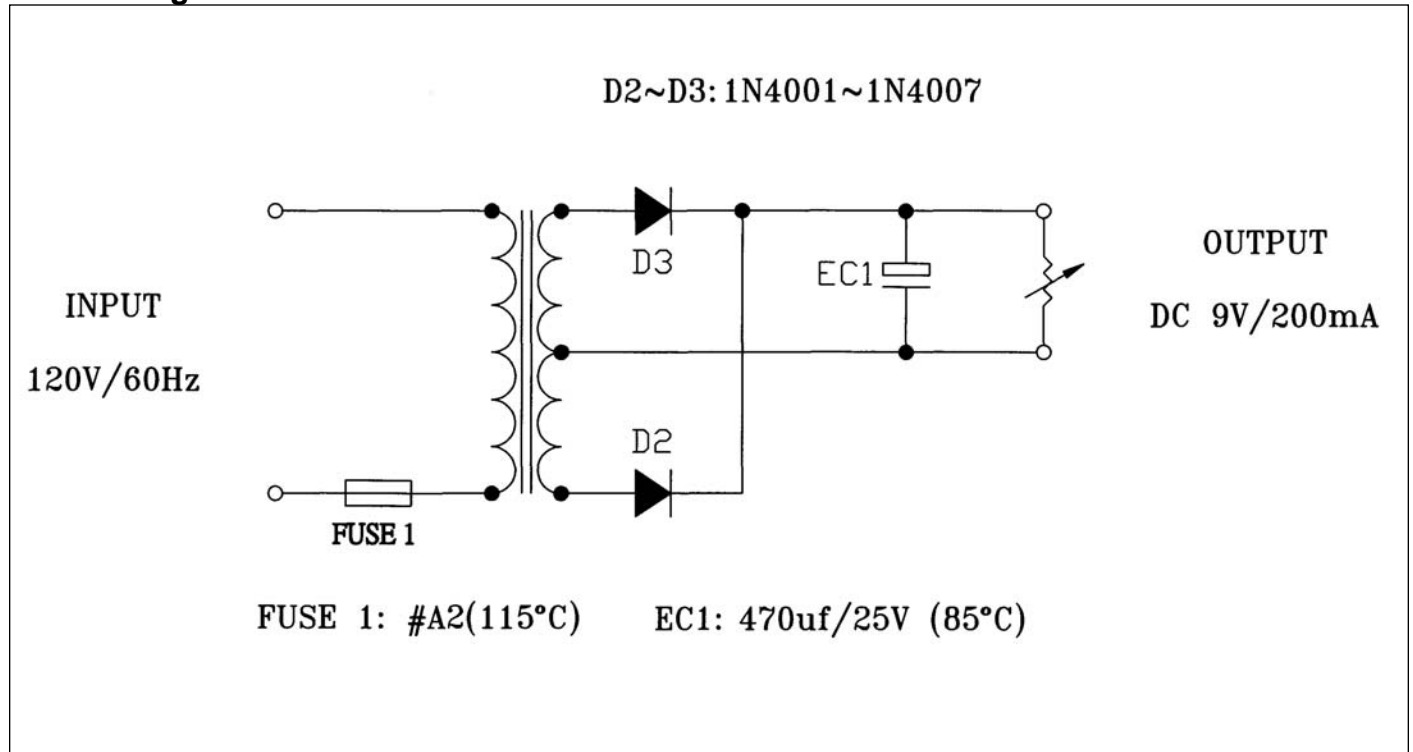 D2~D3:1N4001~1N4007
D3
EC1
OUTPUT
DC 9V/200mA
INPUT
120V/60Hz
D2
FUSE 1
FUSE 1: #A2(115°C) EC1: 470uf/25V (85°C)